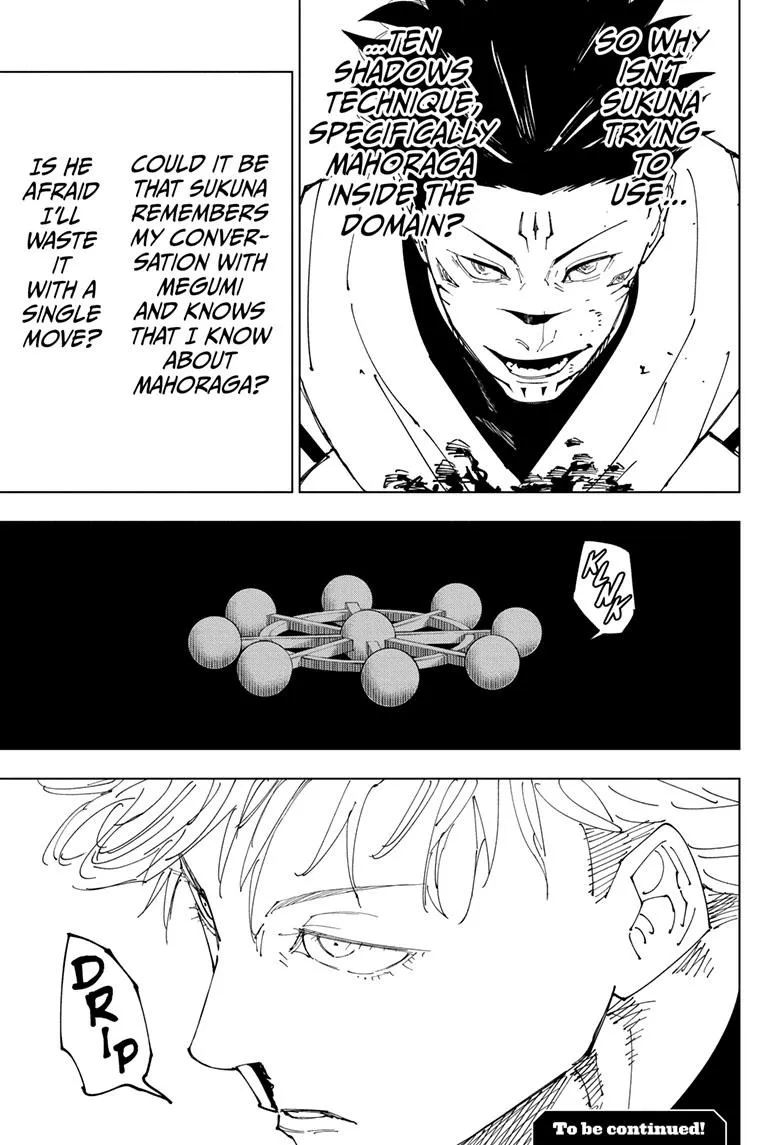 SO WHY
ISN'T
SUKUNA
TRYING
TO
USE...
...TEN
SHADOWS
TECHNIQUE,
SPECIFICALLY
MAHORAGA
INSIDE THE
DOMAIN?
COULD IT BE
THAT SUKUNA
REMEMBERS
MY CONVER-
SATION WITH
MEGUMI
AND KNOWS
THAT I KNOW
ABOUT
MAHORAGA?
IS HE
AFRAID
I'LL
WASTE
IT
WITH A
SINGLE
MOVE?
KLNK
DRIP
To be continued!